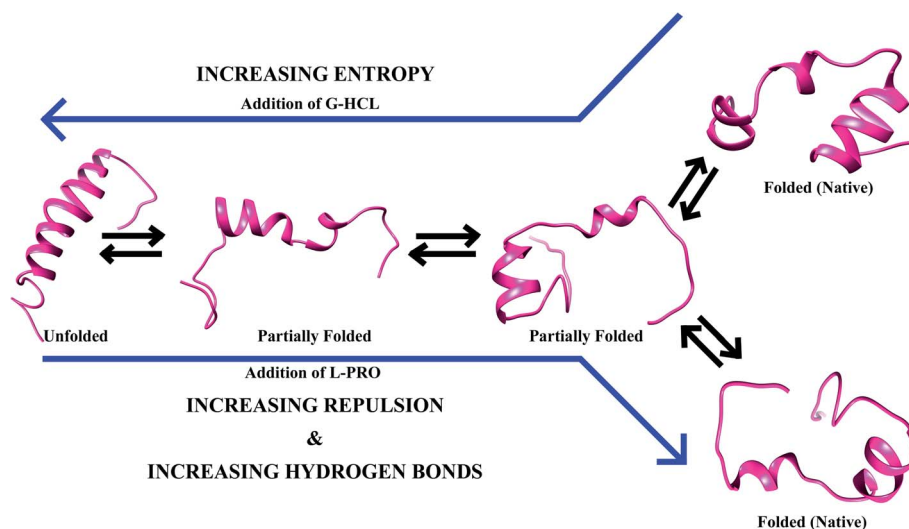 INCREASING ENTROPY
Addition of G-HCL
Folded (Native)
Unfolded
Partially Folded
Partially Folded
Addition of L-PRO
INCREASING REPULSION
&
INCREASING HYDROGEN BONDS
Folded (Native)